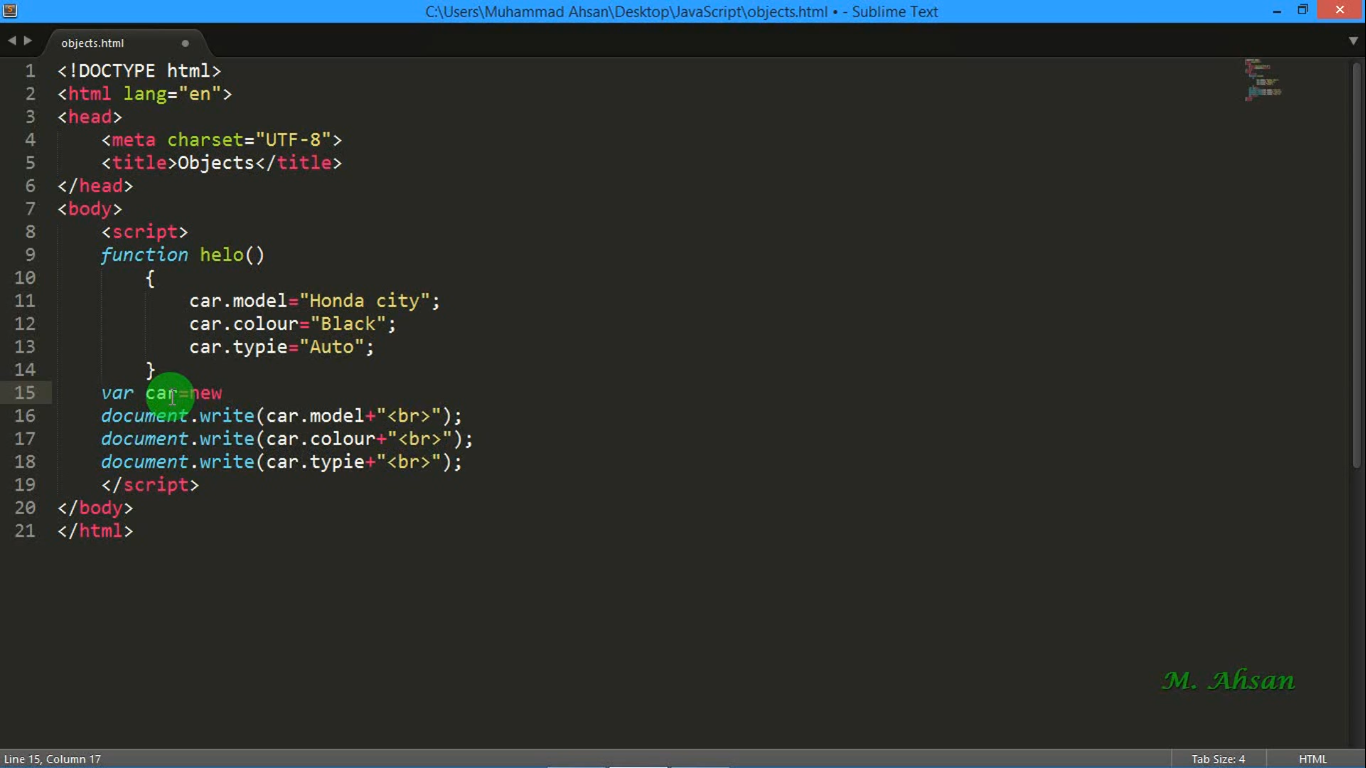 C:\Users\Muhammad Ahsan\Desktop\JavaScript\objects.html • - Sublime Text
objects.html
1 <!DOCTYPE html>
2 <html lang="en">
3 <head>
4 <meta charset="UTF-8">
5 <title>Objects</title>
6 </head>
7 <body>
8 <script>
9 function helo()
10 {
11 car.model="Honda city";
12 car.colour="Black";
13 car.typie="Auto";
14 }
15 var car=new
16 document.write(car.model+"<br>");
17 document.write(car.colour+"<br>");
18 document.write(car.typie+"<br>");
19 </script>
20 </body>
21 </html>
M. Ahsan
Line 15, Column 17
Tab Size: 4
HTML